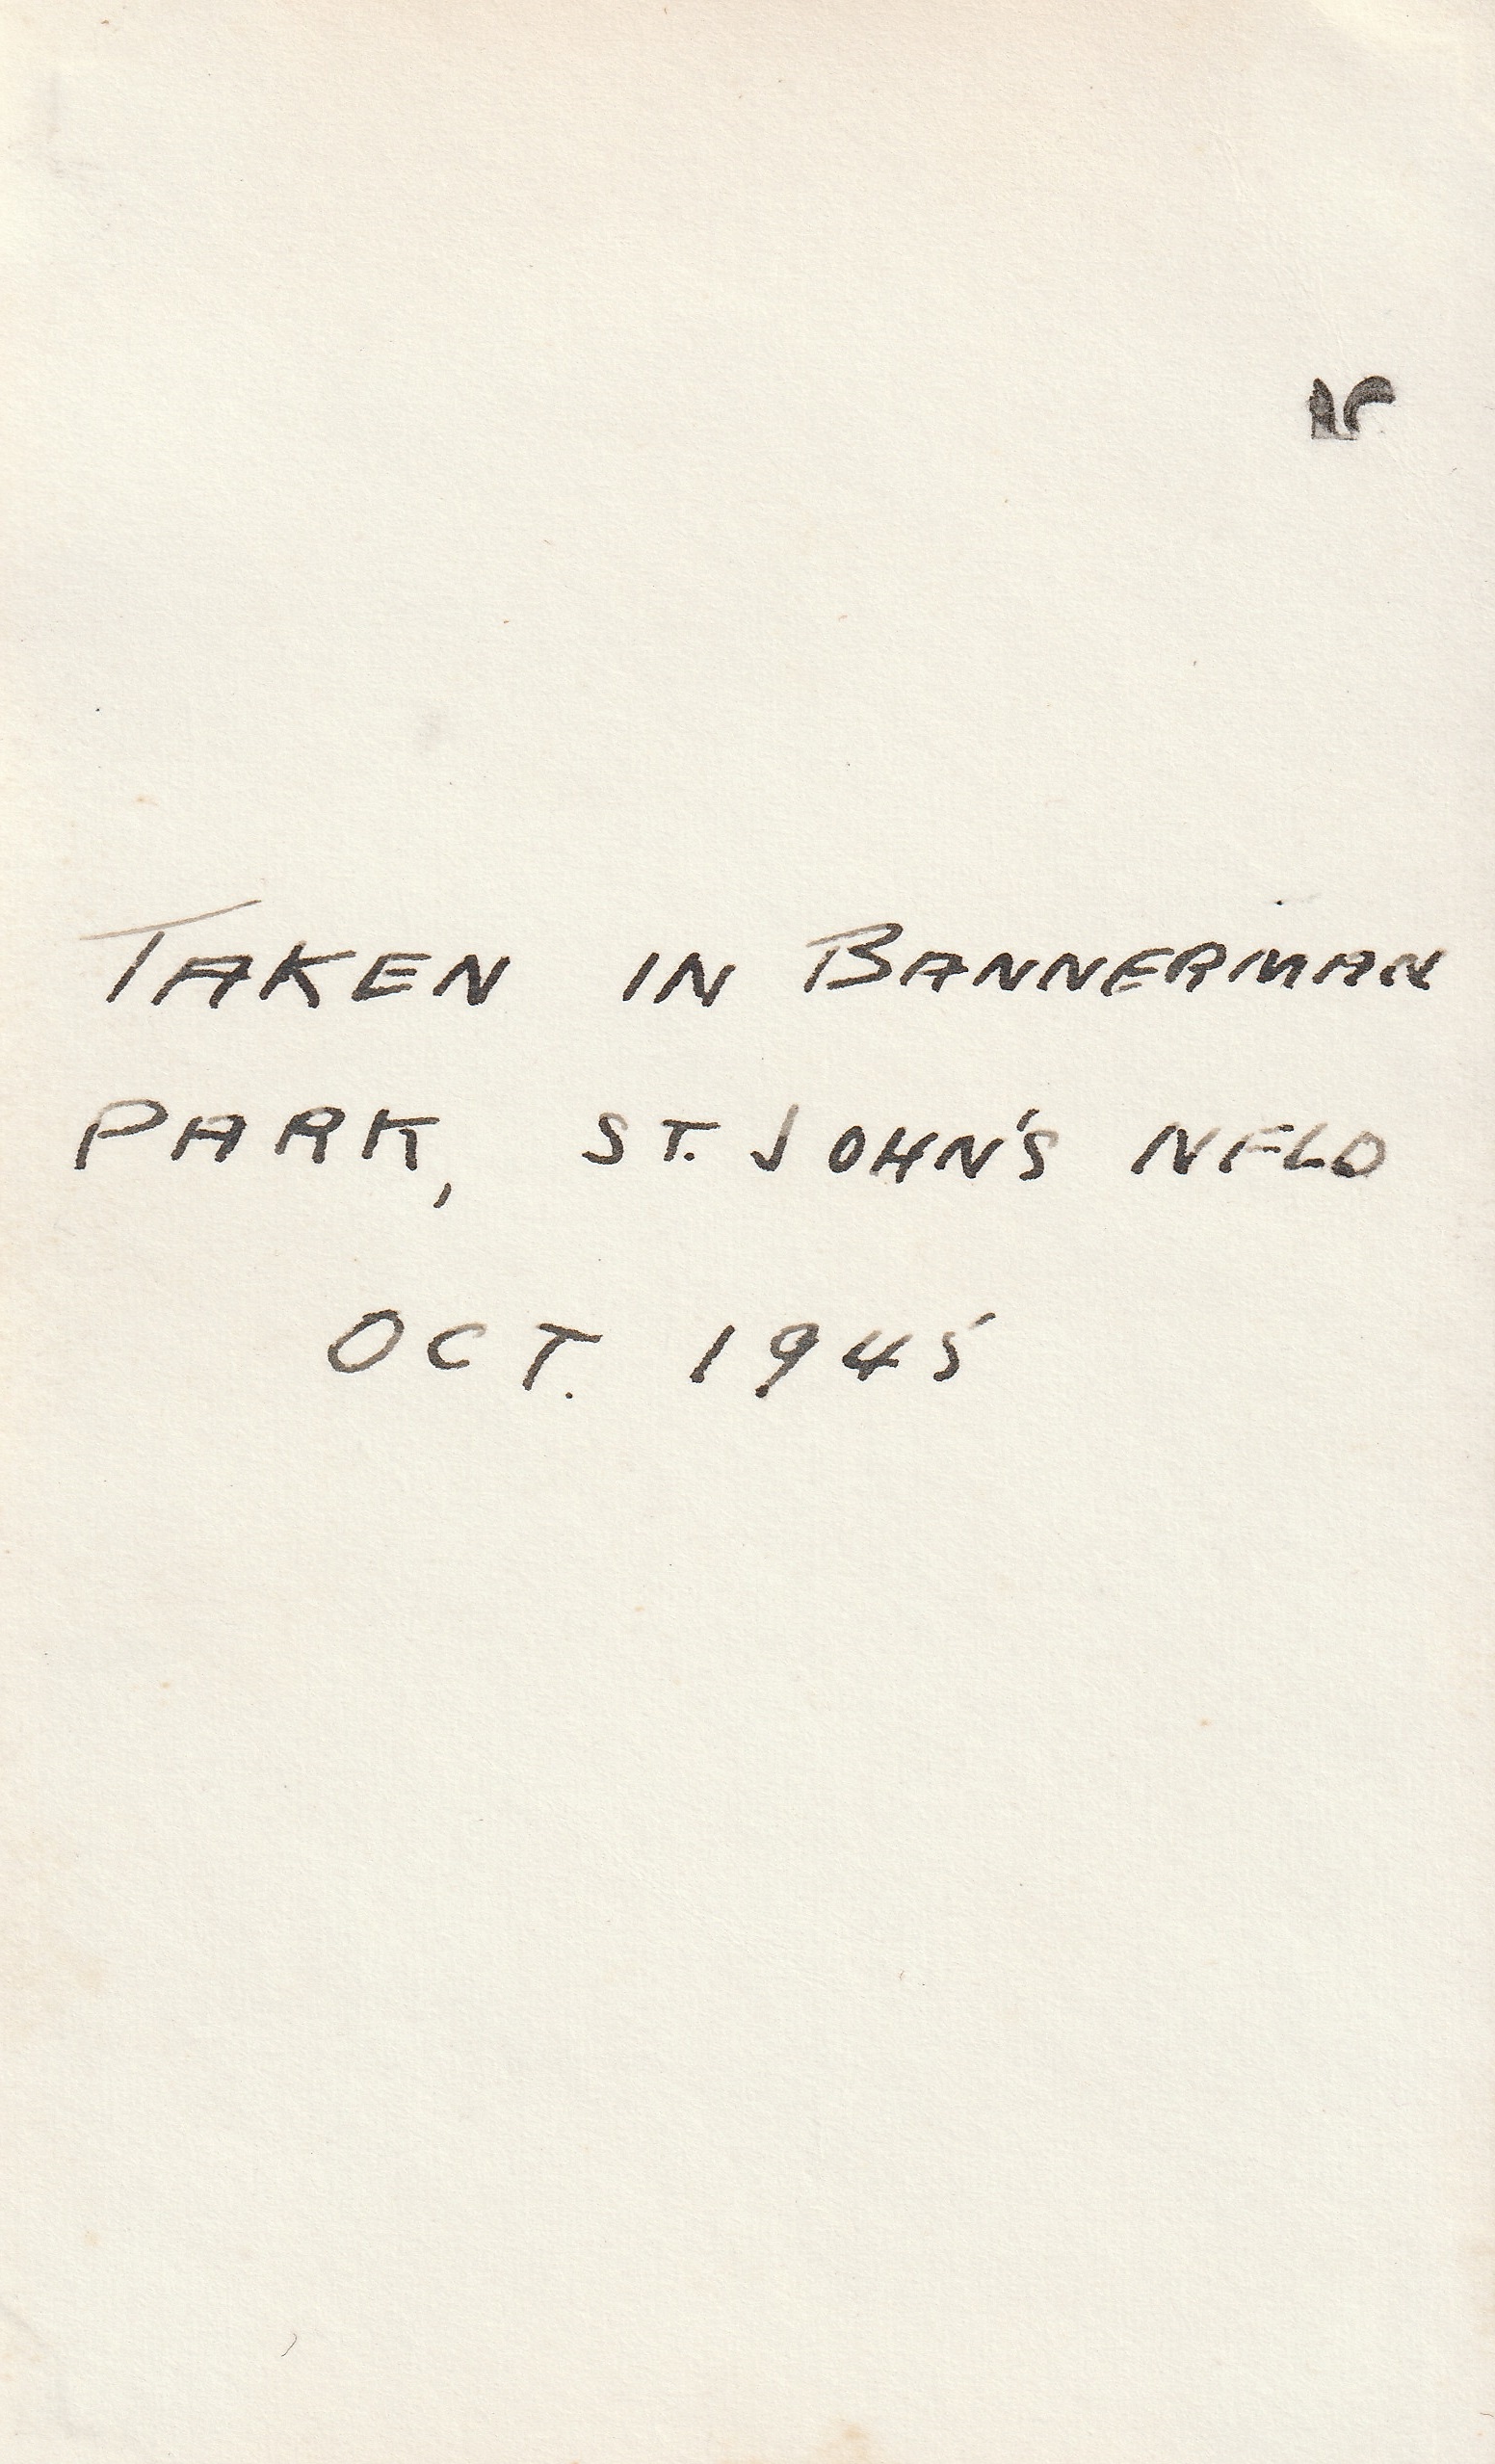 TAKEN IN BANNERMAN
PARK, ST. JOHN'S NFLD
OCT. 1945